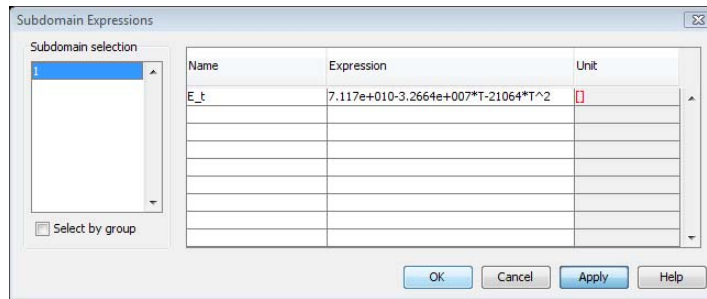 Subdomain Expressions
Subdomain selection
1
Select by group
Name Expression Unit
E_t 7.117e+010-3.2664e+007*T-21064*T^2 []
OK Cancel Apply Help